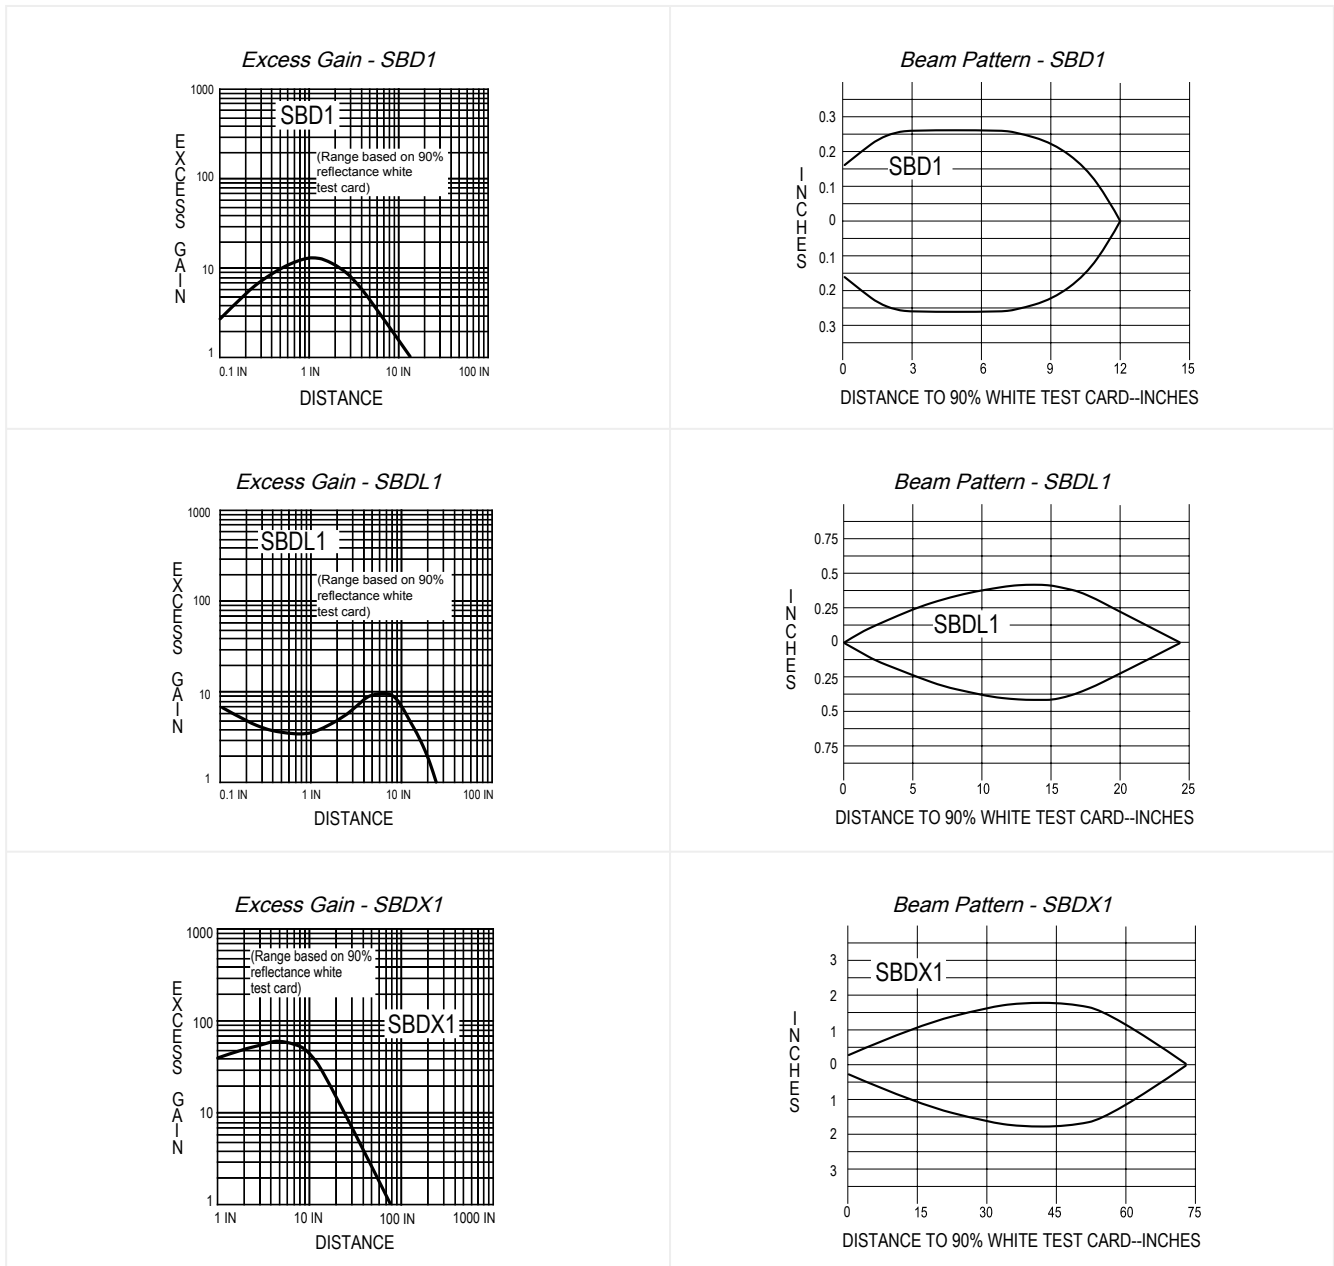 Excess Gain - SBD1
1000
100
10
1
EXCESS GAIN
SBD1
(Range based on 90%
reflectance white
test card)
0.1 IN 1 IN 10 IN 100 IN
DISTANCE
Beam Pattern - SBD1
0.3
0.2
0.1
0
0.1
0.2
0.3
INCHES
SBD1
0 3 6 9 12 15
DISTANCE TO 90% WHITE TEST CARD--INCHES
Excess Gain - SBDL1
1000
100
10
1
EXCESS GAIN
SBDL1
(Range based on 90%
reflectance white
test card)
0.1 IN 1 IN 10 IN 100 IN
DISTANCE
Beam Pattern - SBDL1
0.75
0.5
0.25
0
0.25
0.5
0.75
INCHES
SBDL1
0 5 10 15 20 25
DISTANCE TO 90% WHITE TEST CARD--INCHES
Excess Gain - SBDX1
1000
100
10
1
EXCESS GAIN
(Range based on 90%
reflectance white
test card)
SBDX1
1 IN 10 IN 100 IN 1000 IN
DISTANCE
Beam Pattern - SBDX1
3
2
1
0
1
2
3
INCHES
SBDX1
0 15 30 45 60 75
DISTANCE TO 90% WHITE TEST CARD--INCHES